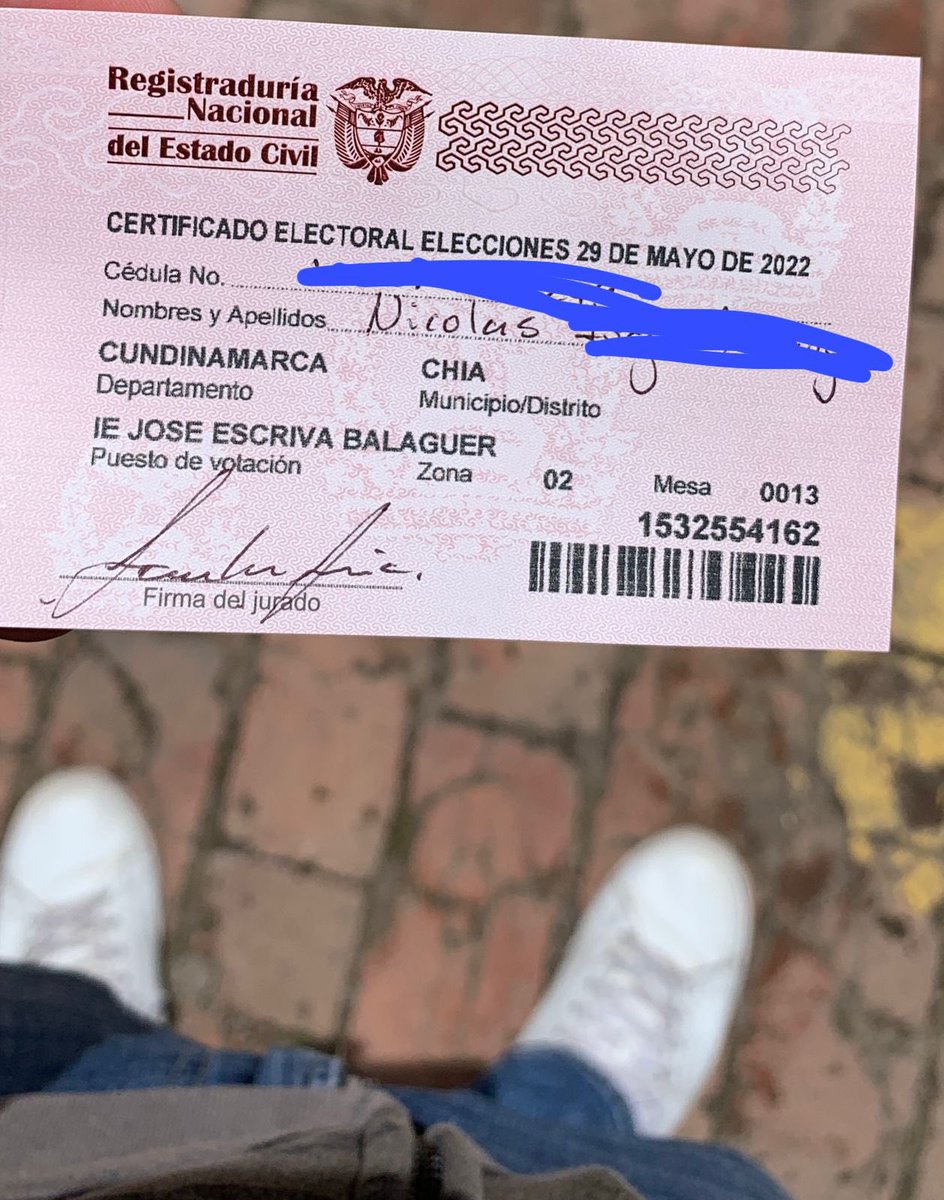 Registraduría
Nacional
del Estado Civil
CERTIFICADO ELECTORAL ELECCIONES 29 DE MAYO DE 2022
Cédula No.
Nombres y Apellidos Nicolas
CUNDINAMARCA CHIA
Departamento Municipio/Distrito
IE JOSE ESCRIVA BALAGUER
Puesto de votación Zona 02 Mesa 0013
1532554162
Firma del jurado